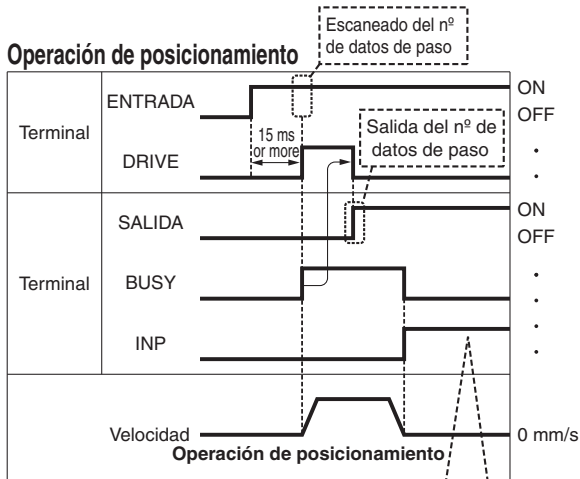 Escaneado del nº
de datos de paso
Operación de posicionamiento
Terminal
ENTRADA
ON
OFF
15 ms
or more
Salida del nº de
datos de paso
DRIVE
Terminal
SALIDA
ON
OFF
BUSY
INP
Velocidad
0 mm/s
Operación de posicionamiento